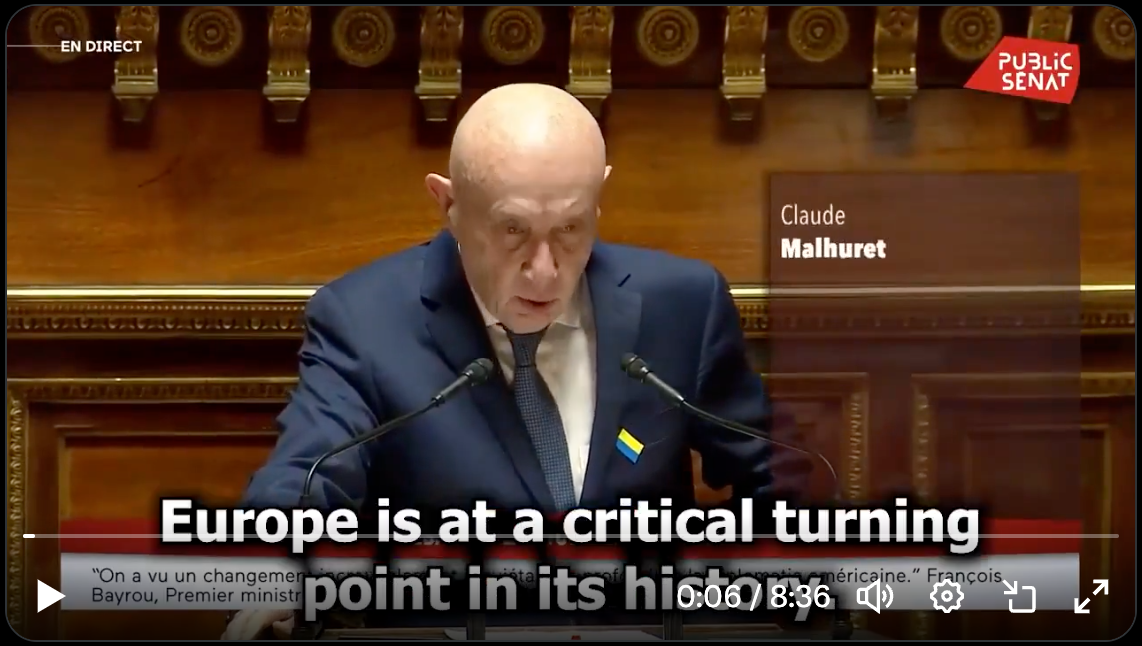 EN DIRECT
PUBLIC
SÉNAT
Claude
Malhuret
Europe is at a critical turning
point in its history.
“On a vu un changement américaine.” François
Bayrou, Premier ministr
0:06 / 8:36